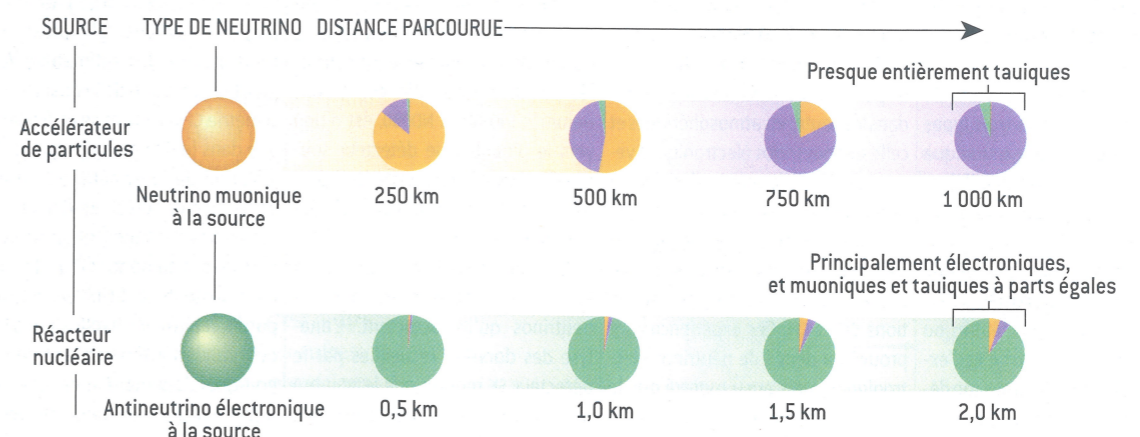 SOURCE TYPE DE NEUTRINO DISTANCE PARCOURUE
Presque entièrement tauiques
Accélérateur
de particules
Neutrino muonique
à la source
250 km 500 km 750 km 1 000 km
Principalement électroniques,
et muoniques et tauiques à parts égales
Réacteur
nucléaire
Antineutrino électronique
à la source
0,5 km 1,0 km 1,5 km 2,0 km